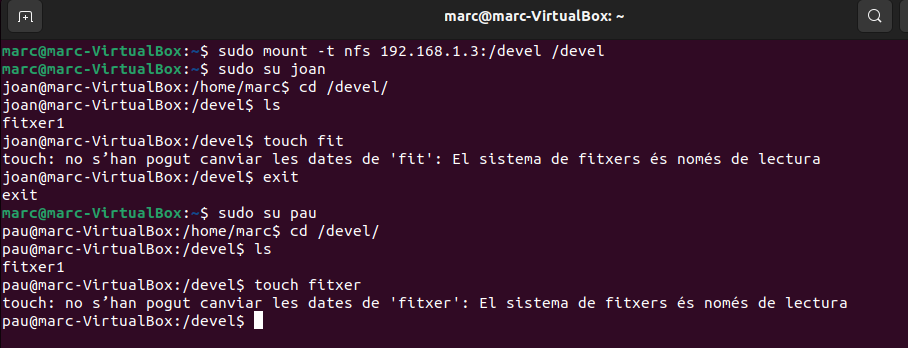 marc@marc-VirtualBox: ~
marc@marc-VirtualBox:~$ sudo mount -t nfs 192.168.1.3:/devel /devel
marc@marc-VirtualBox:~$ sudo su joan
joan@marc-VirtualBox:/home/marc$ cd /devel/
joan@marc-VirtualBox:/devel$ ls
fitxer1
joan@marc-VirtualBox:/devel$ touch fit
touch: no s’han pogut canviar les dates de 'fit': El sistema de fitxers és només de lectura
joan@marc-VirtualBox:/devel$ exit
exit
marc@marc-VirtualBox:~$ sudo su pau
pau@marc-VirtualBox:/home/marc$ cd /devel/
pau@marc-VirtualBox:/devel$ ls
fitxer1
pau@marc-VirtualBox:/devel$ touch fitxer
touch: no s’han pogut canviar les dates de 'fitxer': El sistema de fitxers és només de lectura
pau@marc-VirtualBox:/devel$